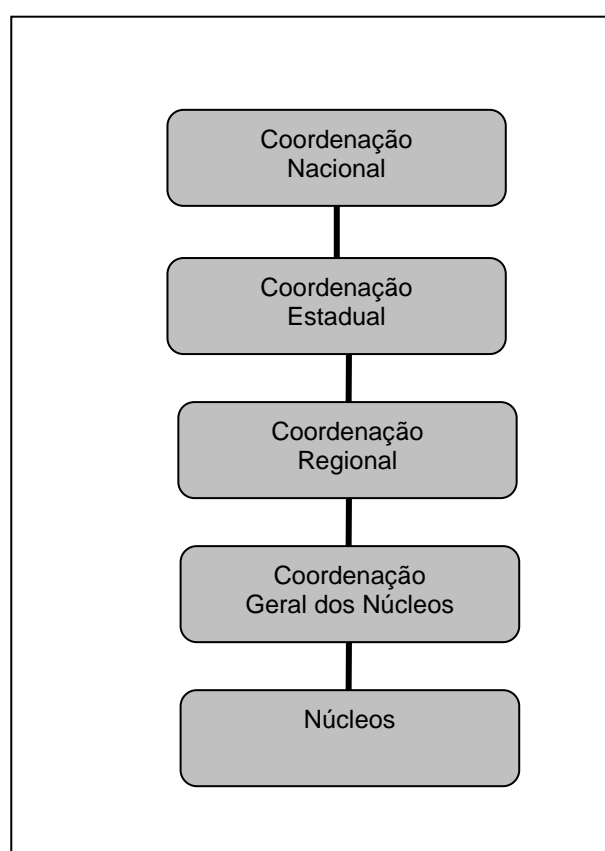 Coordenação
Nacional
Coordenação
Estadual
Coordenação
Regional
Coordenação
Geral dos Núcleos
Núcleos